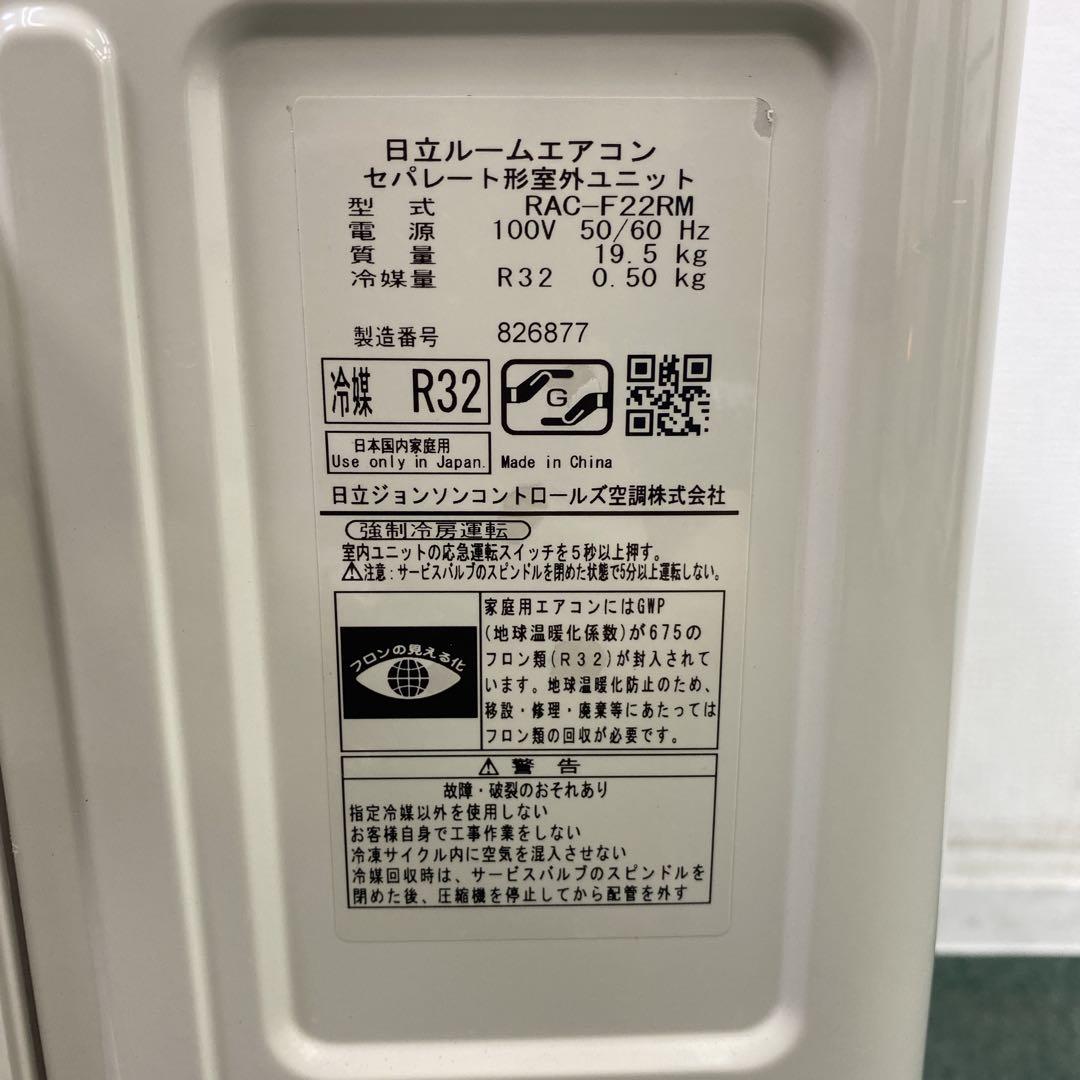 日立ルームエアコン
セパレート形室外ユニット
型　式　RAC-F22RM
電　源　100V 50/60 Hz
質　量　19.5 kg
冷媒量　R32　0.50 kg
製造番号　826877
冷媒　R32
G
日本国内家庭用
Use only in Japan.
Made in China
日立ジョンソンコントロールズ空調株式会社
強制冷房運転
室内ユニットの応急運転スイッチを5秒以上押す。
⚠注意：サービスバルブのスピンドルを閉めた状態で5分以上運転しない。
フロンの見える化
家庭用エアコンにはGWP
(地球温暖化係数)が675の
フロン類(R32)が封入されて
います。地球温暖化防止のため、
移設・修理・廃棄等にあたっては
フロン類の回収が必要です。
⚠ 警　告
故障・破裂のおそれあり
指定冷媒以外を使用しない
お客様自身で工事作業をしない
冷凍サイクル内に空気を混入させない
冷媒回収時は、サービスバルブのスピンドルを
閉めた後、圧縮機を停止してから配管を外す